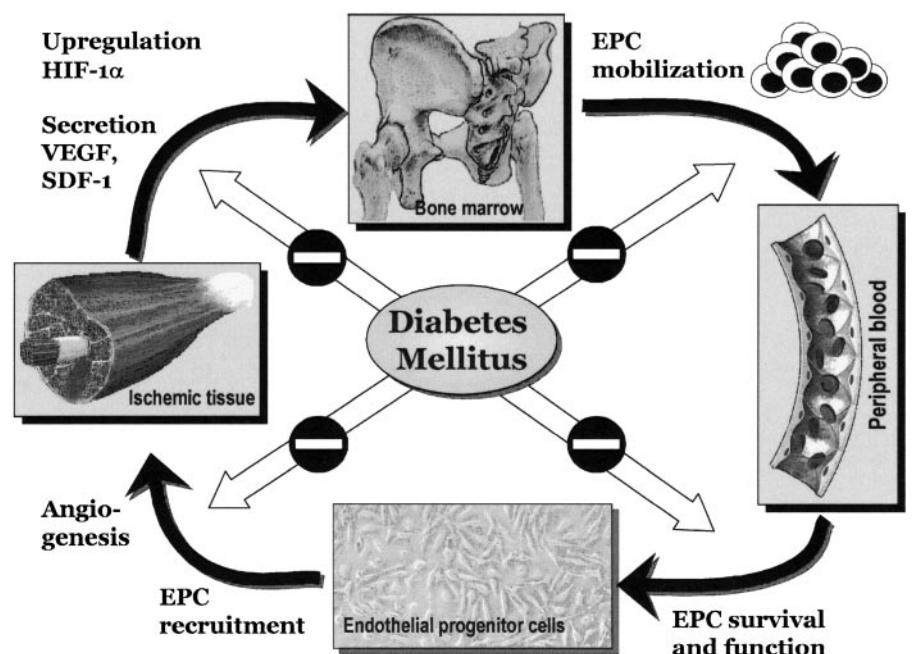 Upregulation
HIF-1α
Secretion
VEGF,
SDF-1
Bone marrow
EPC
mobilization
Peripheral blood
Diabetes
Mellitus
Ischemic tissue
Angio-
genesis
EPC
recruitment
Endothelial progenitor cells
EPC survival
and function